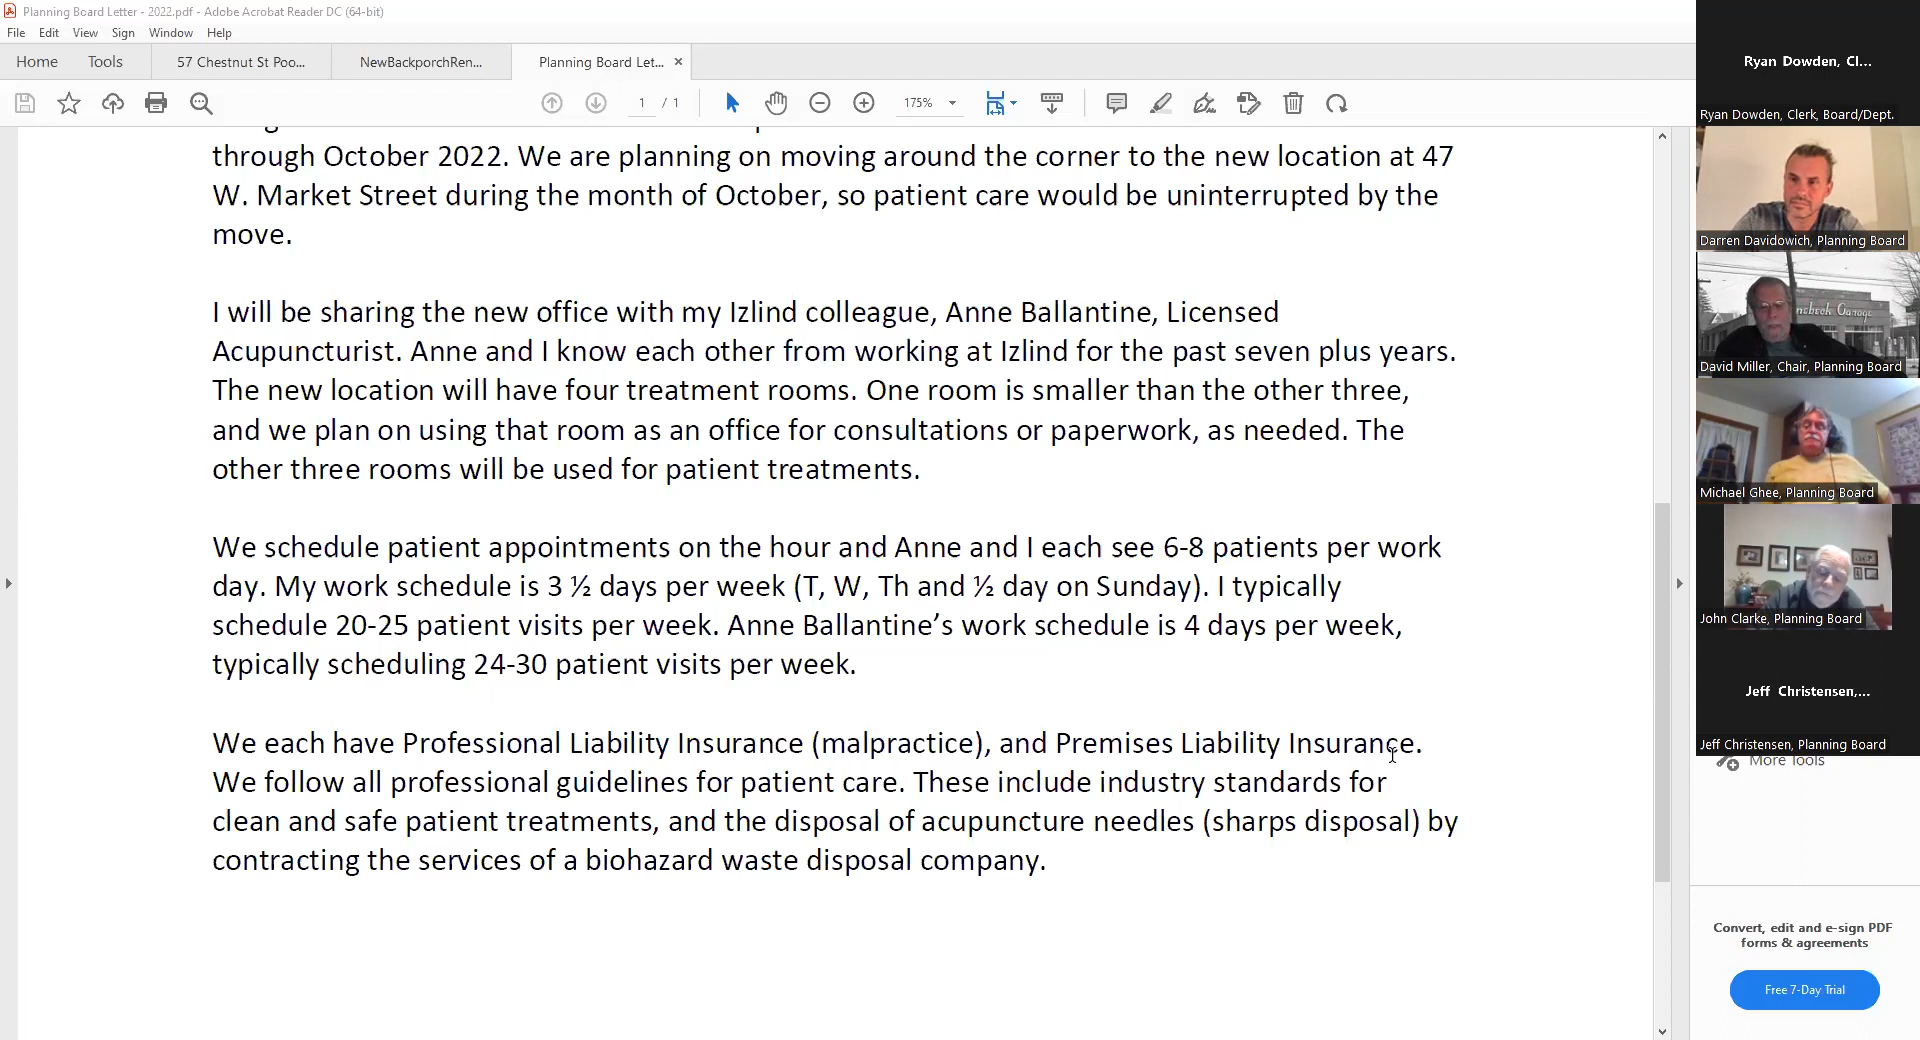 Planning Board Letter - 2022.pdf - Adobe Acrobat Reader DC (64-bit)
File Edit View Sign Window Help
Home Tools 57 Chestnut St Poo... NewBackporchRen... Planning Board Let... ×
1 / 1 175%
through October 2022. We are planning on moving around the corner to the new location at 47
W. Market Street during the month of October, so patient care would be uninterrupted by the
move.
I will be sharing the new office with my Izlind colleague, Anne Ballantine, Licensed
Acupuncturist. Anne and I know each other from working at Izlind for the past seven plus years.
The new location will have four treatment rooms. One room is smaller than the other three,
and we plan on using that room as an office for consultations or paperwork, as needed. The
other three rooms will be used for patient treatments.
We schedule patient appointments on the hour and Anne and I each see 6-8 patients per work
day. My work schedule is 3 ½ days per week (T, W, Th and ½ day on Sunday). I typically
schedule 20-25 patient visits per week. Anne Ballantine’s work schedule is 4 days per week,
typically scheduling 24-30 patient visits per week.
We each have Professional Liability Insurance (malpractice), and Premises Liability Insurance.
We follow all professional guidelines for patient care. These include industry standards for
clean and safe patient treatments, and the disposal of acupuncture needles (sharps disposal) by
contracting the services of a biohazard waste disposal company.
Ryan Dowden, Cl...
Ryan Dowden, Clerk, Board/Dept.
Darren Davidowich, Planning Board
Garage
David Miller, Chair, Planning Board
Michael Ghee, Planning Board
John Clarke, Planning Board
Jeff Christensen,...
Jeff Christensen, Planning Board
More Tools
Convert, edit and e-sign PDF
forms & agreements
Free 7-Day Trial